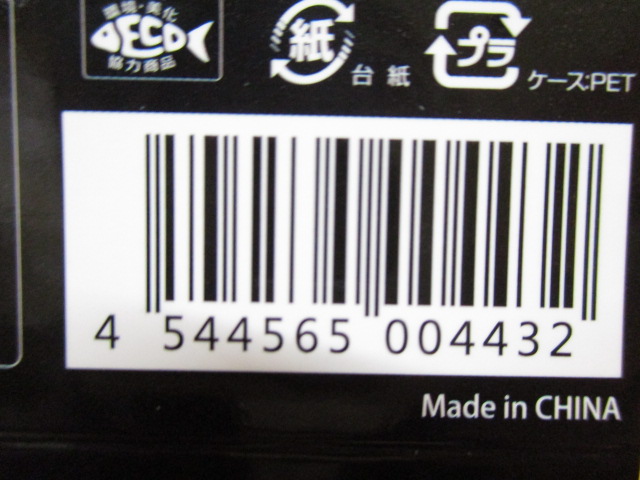 環境・美化
DECO
協力商品
紙
台紙
プラ
ケース:PET
4 544565 004432
Made in CHINA